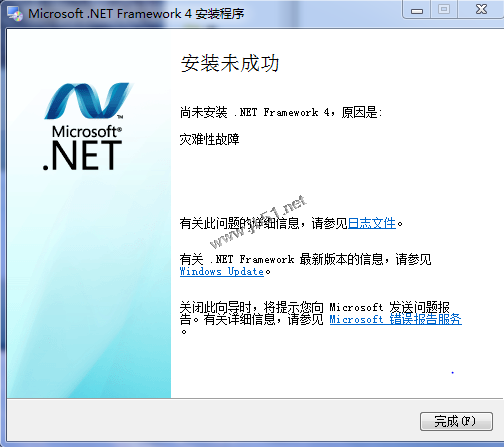 Microsoft .NET Framework 4 安装程序
安装未成功
Microsoft®
.NET
尚未安装 .NET Framework 4，原因是:
灾难性故障
www.jb51.net
有关此问题的详细信息，请参见日志文件。
有关 .NET Framework 最新版本的信息，请参见
Windows Update。
关闭此向导时，将提示您向 Microsoft 发送问题报
告。有关详细信息，请参见 Microsoft 错误报告服务
。
完成(F)